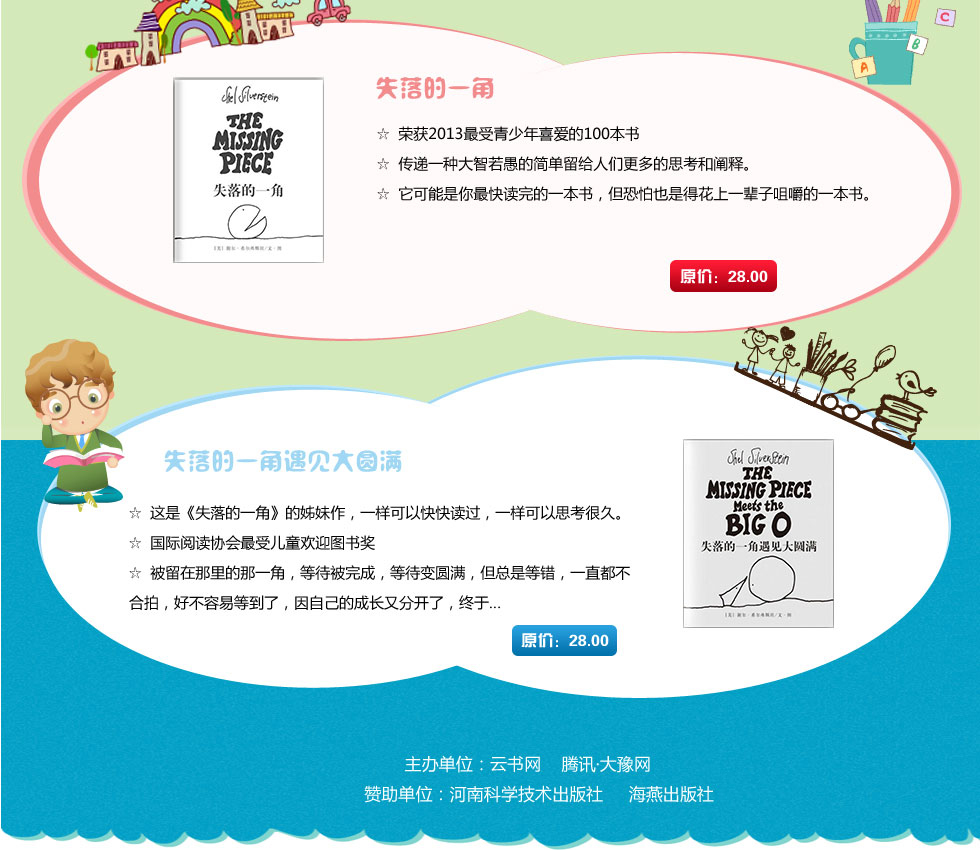 C
B
A
失落的一角
Shel Silverstein
THE
MISSING
PIECE
失落的一角
[美] 谢尔·希尔弗斯坦/文·图
☆ 荣获2013最受青少年喜爱的100本书
☆ 传递一种大智若愚的简单留给人们更多的思考和阐释。
☆ 它可能是你最快读完的一本书，但恐怕也是得花上一辈子咀嚼的一本书。
原价：28.00
失落的一角遇见大圆满
☆ 这是《失落的一角》的姊妹作，一样可以快快读过，一样可以思考很久。
☆ 国际阅读协会最受儿童欢迎图书奖
☆ 被留在那里的那一角，等待被完成，等待变圆满，但总是等错，一直都不
合拍，好不容易等到了，因自己的成长又分开了，终于...
原价：28.00
Shel Silverstein
THE
MISSING PIECE
Meets the
BIG O
失落的一角遇见大圆满
[美] 谢尔·希尔弗斯坦/文·图
主办单位：云书网 腾讯·大豫网
赞助单位：河南科学技术出版社 海燕出版社